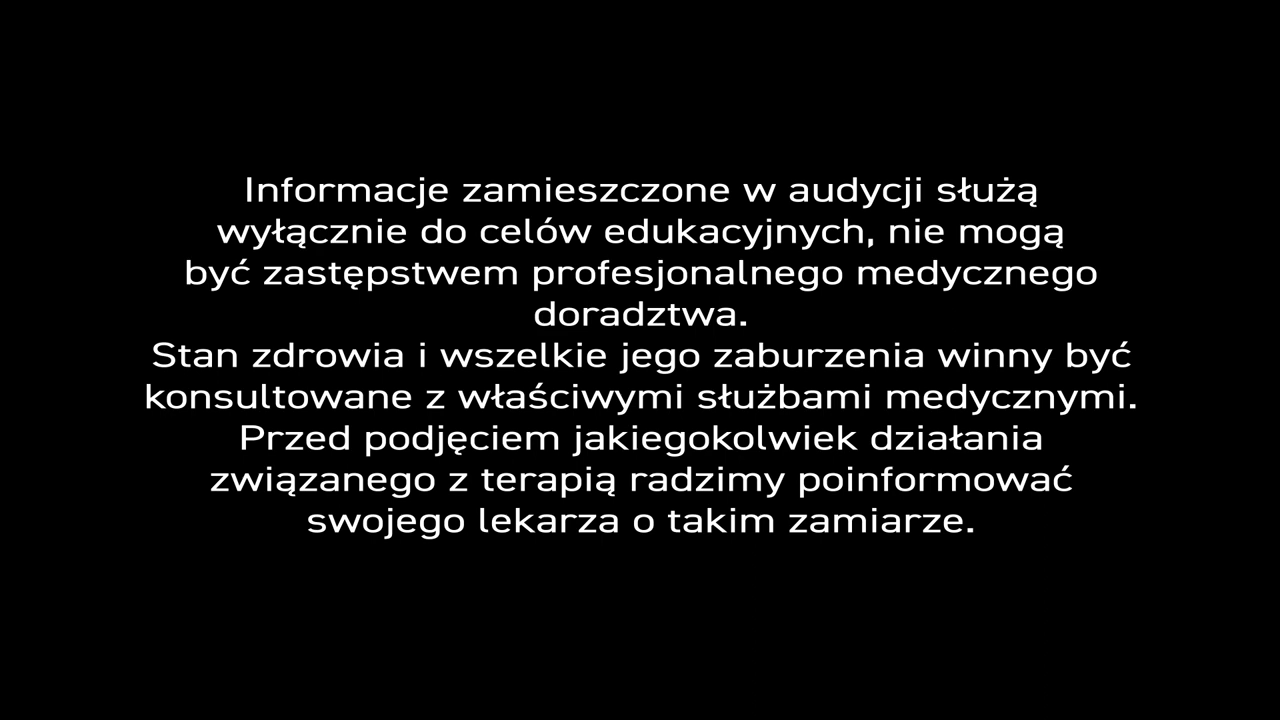 Informacje zamieszczone w audycji służą
wyłącznie do celów edukacyjnych, nie mogą
być zastępstwem profesjonalnego medycznego
doradztwa.
Stan zdrowia i wszelkie jego zaburzenia winny być
konsultowane z właściwymi służbami medycznymi.
Przed podjęciem jakiegokolwiek działania
związanego z terapią radzimy poinformować
swojego lekarza o takim zamiarze.